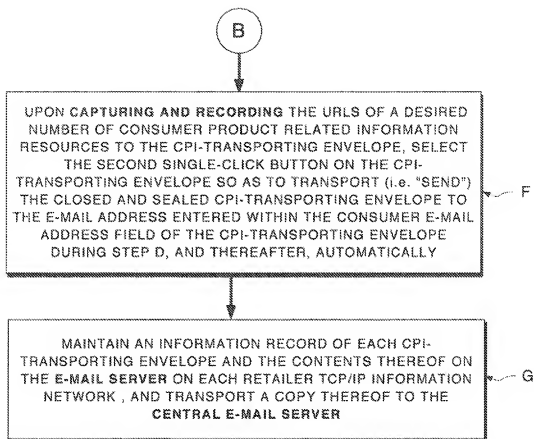 B
UPON CAPTURING AND RECORDING THE URLS OF A DESIRED
NUMBER OF CONSUMER PRODUCT RELATED INFORMATION
RESOURCES TO THE CPI-TRANSPORTING ENVELOPE, SELECT
THE SECOND SINGLE-CLICK BUTTON ON THE CPI-
TRANSPORTING ENVELOPE SO AS TO TRANSPORT (i.e. "SEND")
THE CLOSED AND SEALED CPI-TRANSPORTING ENVELOPE TO
THE E-MAIL ADDRESS ENTERED WITHIN THE CONSUMER E-MAIL
ADDRESS FIELD OF THE CPI-TRANSPORTING ENVELOPE
DURING STEP D, AND THEREAFTER, AUTOMATICALLY
F
MAINTAIN AN INFORMATION RECORD OF EACH CPI-
TRANSPORTING ENVELOPE AND THE CONTENTS THEREOF ON
THE E-MAIL SERVER ON EACH RETAILER TCP/IP INFORMATION
NETWORK , AND TRANSPORT A COPY THEREOF TO THE
CENTRAL E-MAIL SERVER
G